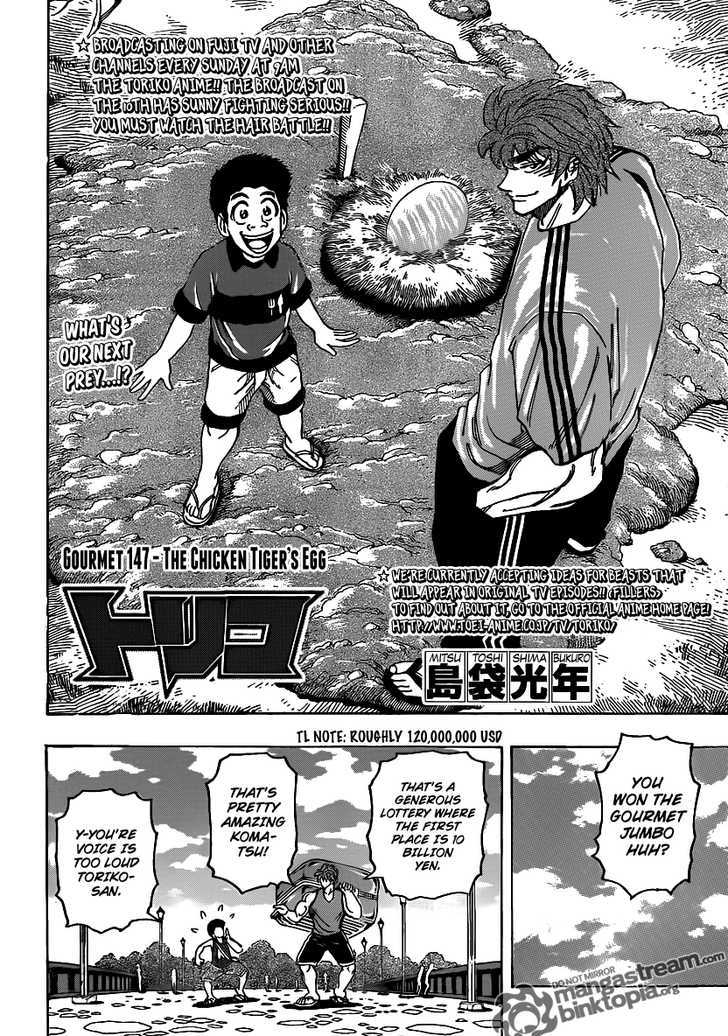 ☆ BROADCASTING ON FUJI TV AND OTHER
CHANNELS EVERY SUNDAY AT 9AM
THE TORIKO ANIME!! THE BROADCAST ON
THE 10TH HAS SUNNY FIGHTING SERIOUS!!
YOU MUST WATCH THE HAIR BATTLE!!
WHAT'S
OUR NEXT
PREY...!?
GOURMET 147 - THE CHICKEN TIGER'S EGG
トリコ
☆ WE'RE CURRENTLY ACCEPTING IDEAS FOR BEASTS THAT
WILL APPEAR IN ORIGINAL TV EPISODES!! (FILLERS)
TO FIND OUT ABOUT IT, GO TO THE OFFICIAL ANIME HOME PAGE!
HTTP://WWW.TOEI-ANIME.CO.JP/TV/TORIKO/
MITSU TOSHI SHIMA BUKURO
島袋光年
TL NOTE: ROUGHLY 120,000,000 USD
YOU
WON THE
GOURMET
JUMBO
HUH?
THAT'S A
GENEROUS
LOTTERY WHERE
THE FIRST
PLACE IS 10
BILLION
YEN.
THAT'S
PRETTY
AMAZING
KOMA-
TSU!
Y-YOU'RE
VOICE IS
TOO LOUD
TORIKO-
SAN.
DO NOT MIRROR
mangastream.com
binktopia.org